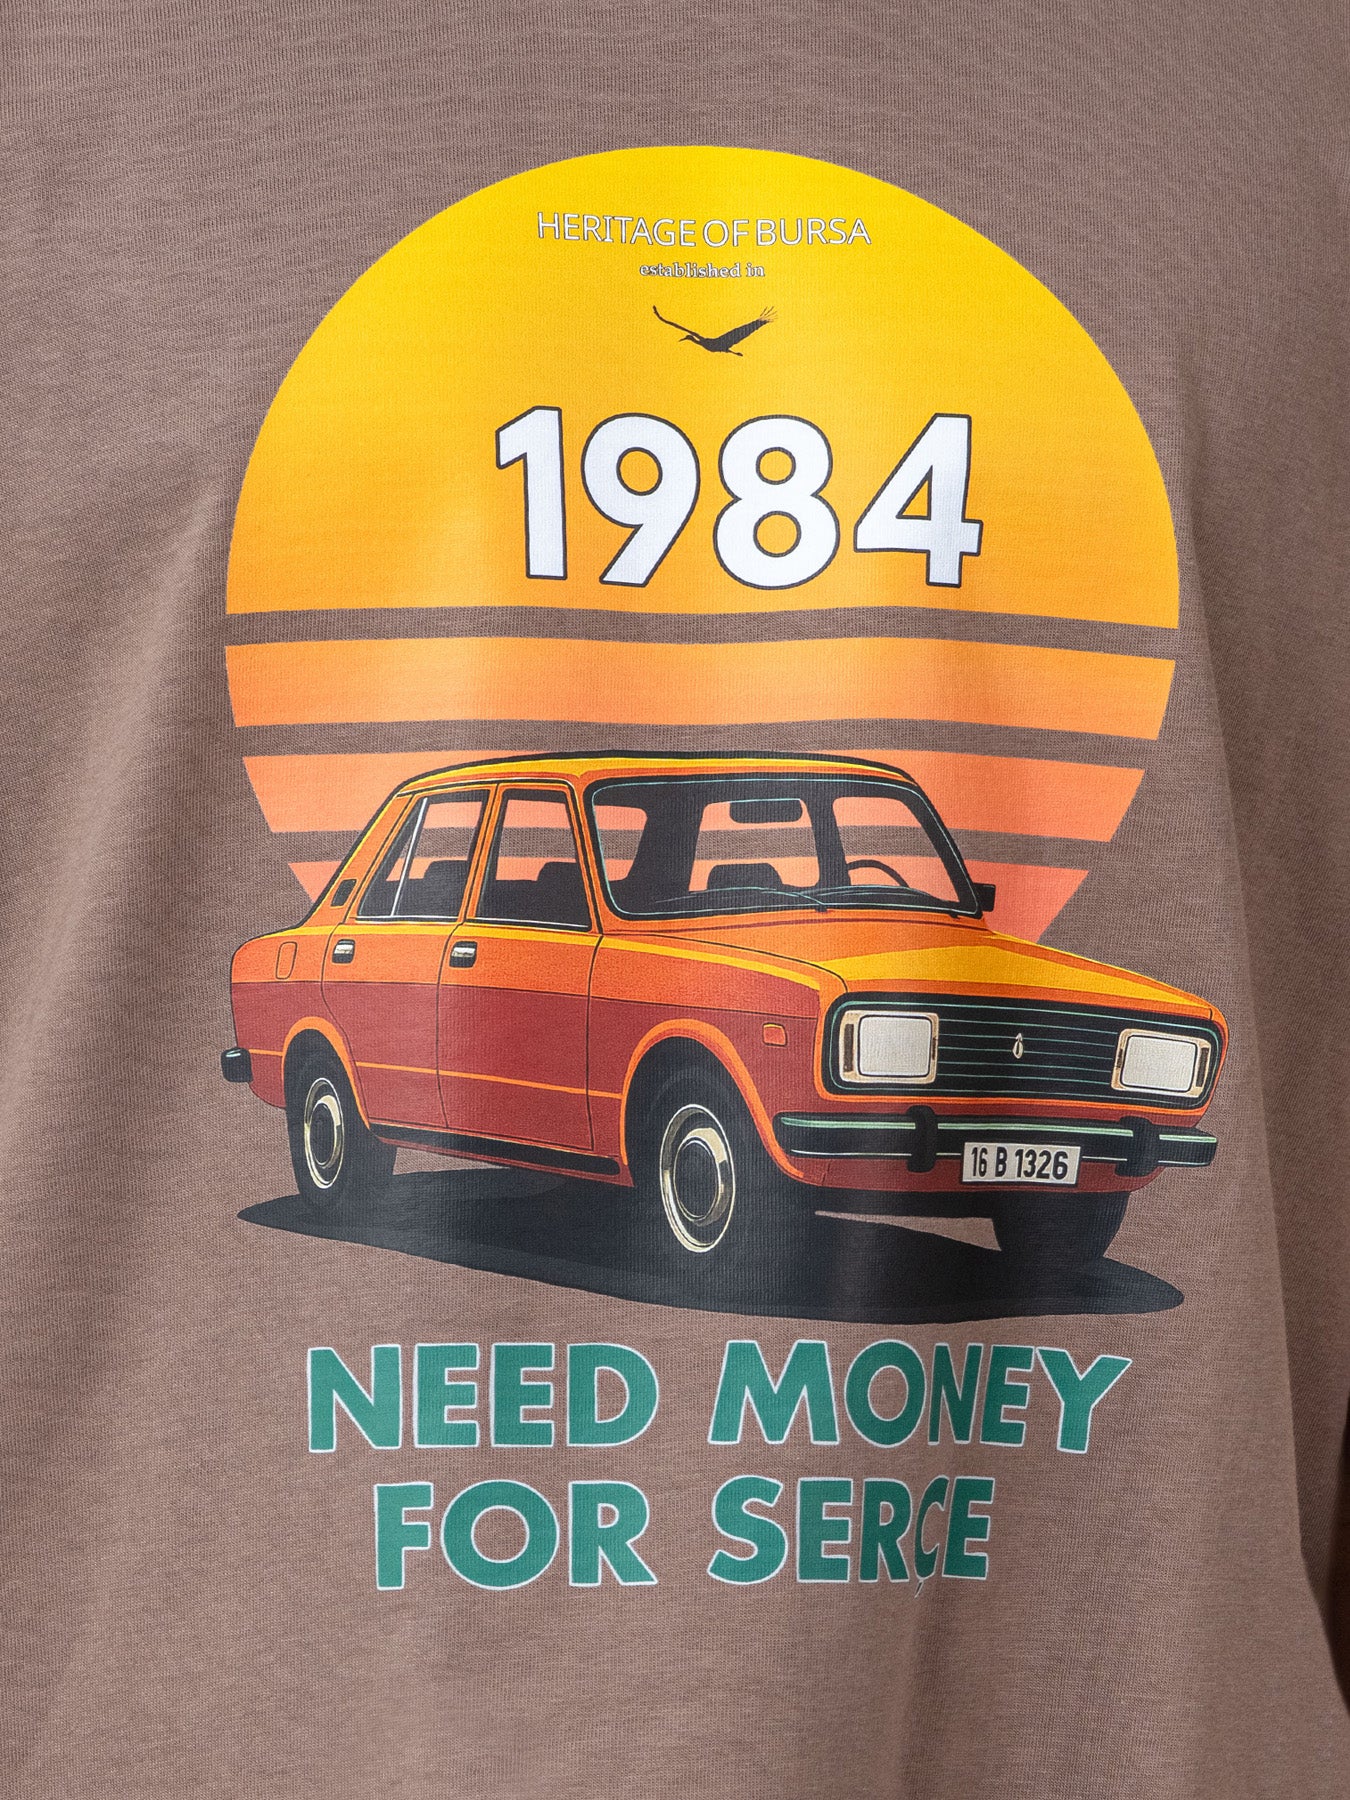 HERITAGE OF BURSA
established in
1984
16 B 1326
NEED MONEY
FOR SERÇE